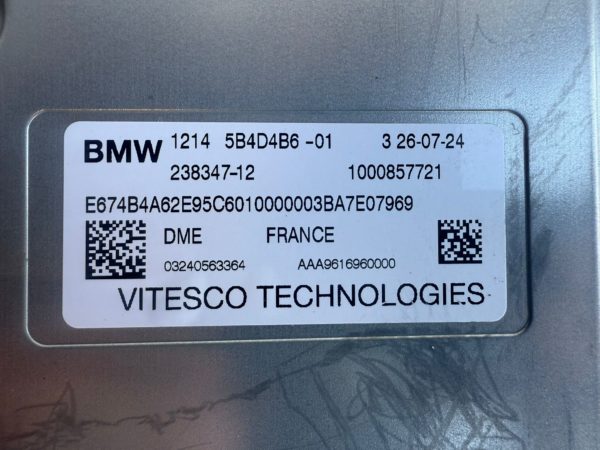 BMW 1214 5B4D4B6 -01 3 26-07-24
238347-12 1000857721
E674B4A62E95C6010000003BA7E07969
DME FRANCE
03240563364 AAA9616960000
VITESCO TECHNOLOGIES